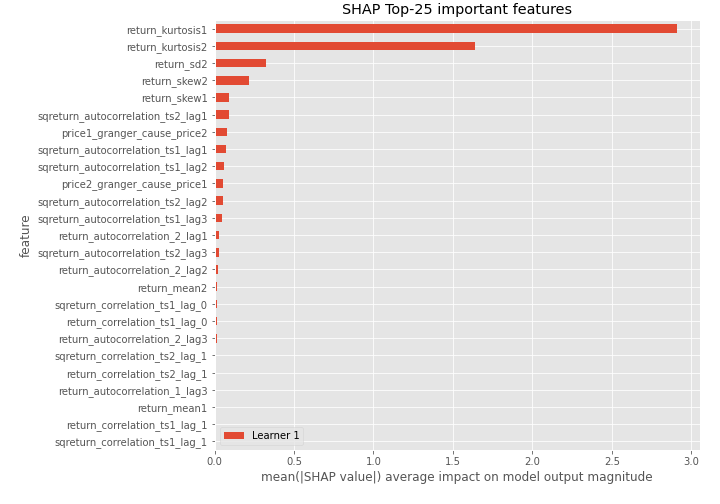 SHAP Top-25 important features
feature
return_kurtosis1
return_kurtosis2
return_sd2
return_skew2
return_skew1
sqreturn_autocorrelation_ts2_lag1
price1_granger_cause_price2
sqreturn_autocorrelation_ts1_lag1
sqreturn_autocorrelation_ts1_lag2
price2_granger_cause_price1
sqreturn_autocorrelation_ts2_lag2
sqreturn_autocorrelation_ts1_lag3
return_autocorrelation_2_lag1
sqreturn_autocorrelation_ts2_lag3
return_autocorrelation_2_lag2
return_mean2
sqreturn_correlation_ts1_lag_0
return_correlation_ts1_lag_0
return_autocorrelation_2_lag3
sqreturn_correlation_ts2_lag_1
return_correlation_ts2_lag_1
return_autocorrelation_1_lag3
return_mean1
return_correlation_ts1_lag_1
sqreturn_correlation_ts1_lag_1
Learner 1
0.0 0.5 1.0 1.5 2.0 2.5 3.0
mean(|SHAP value|) average impact on model output magnitude